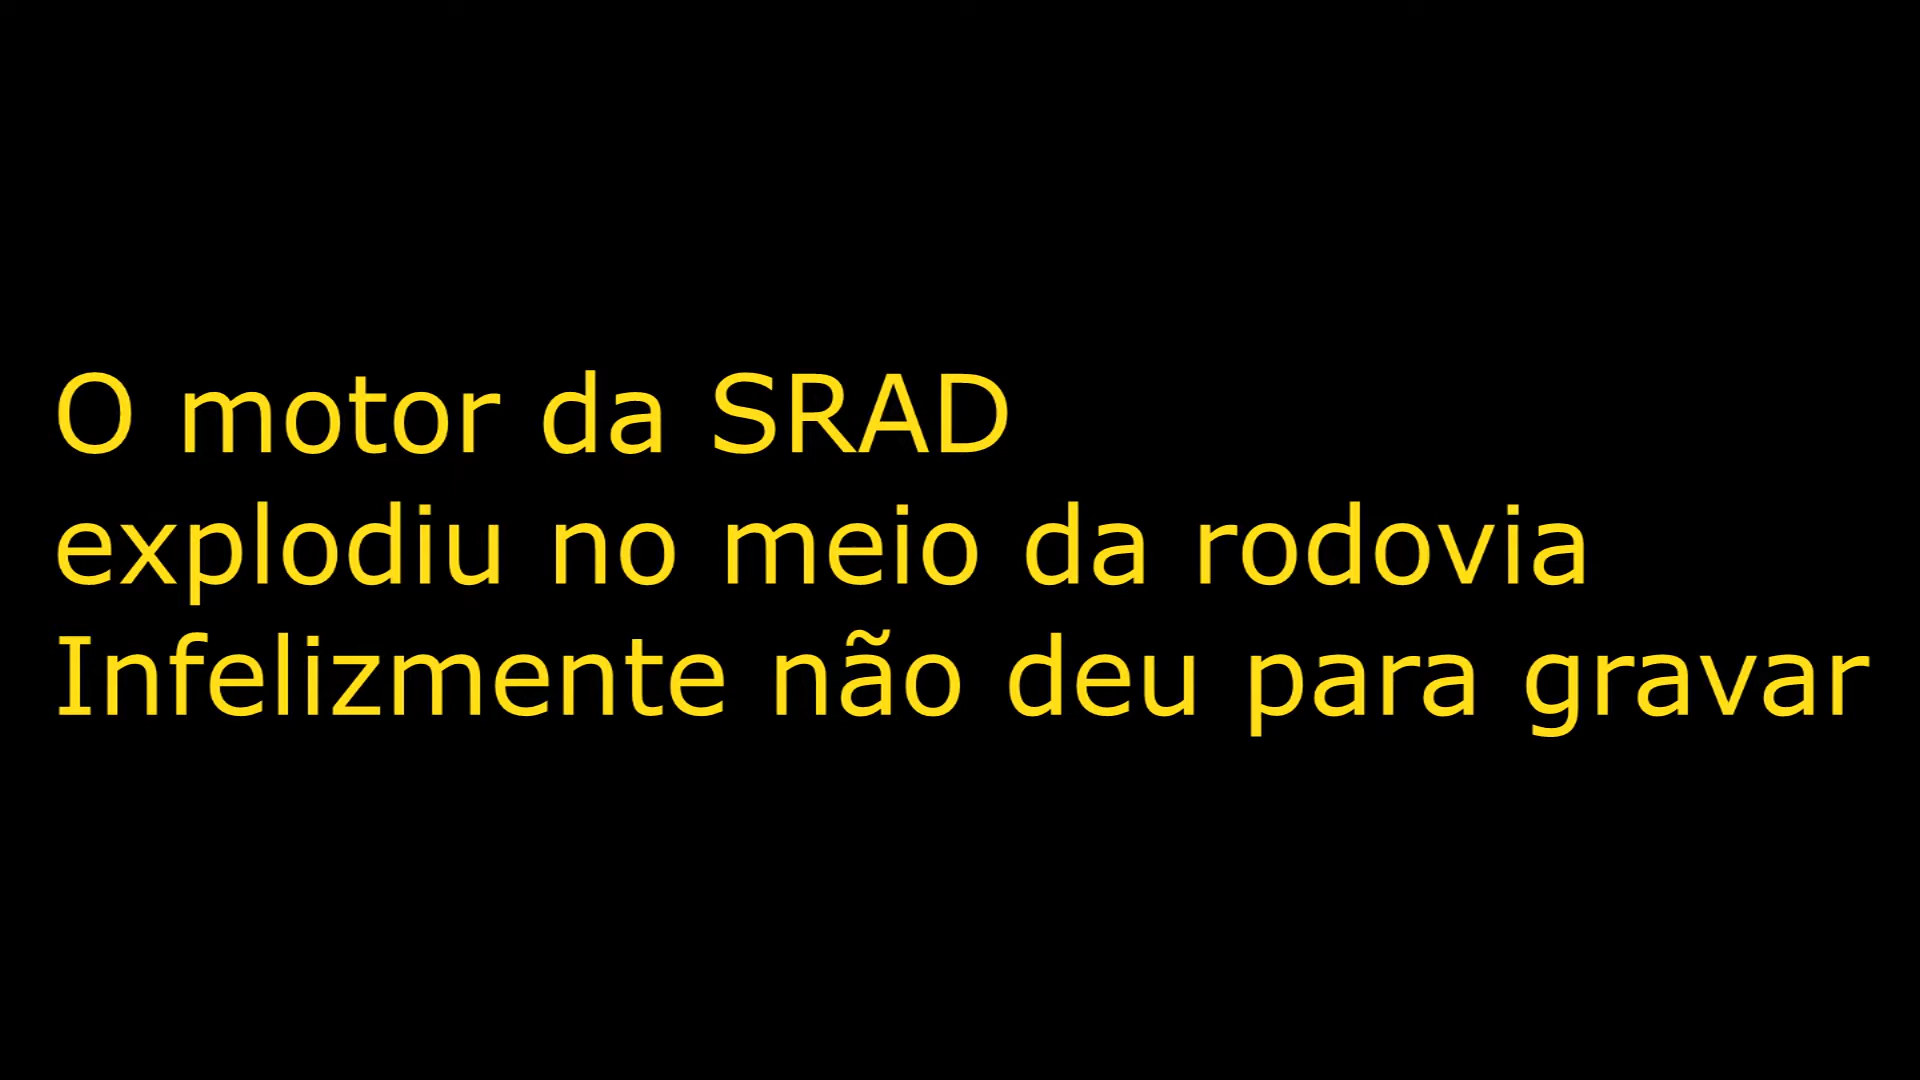 O motor da SRAD
explodiu no meio da rodovia
Infelizmente não deu para gravar